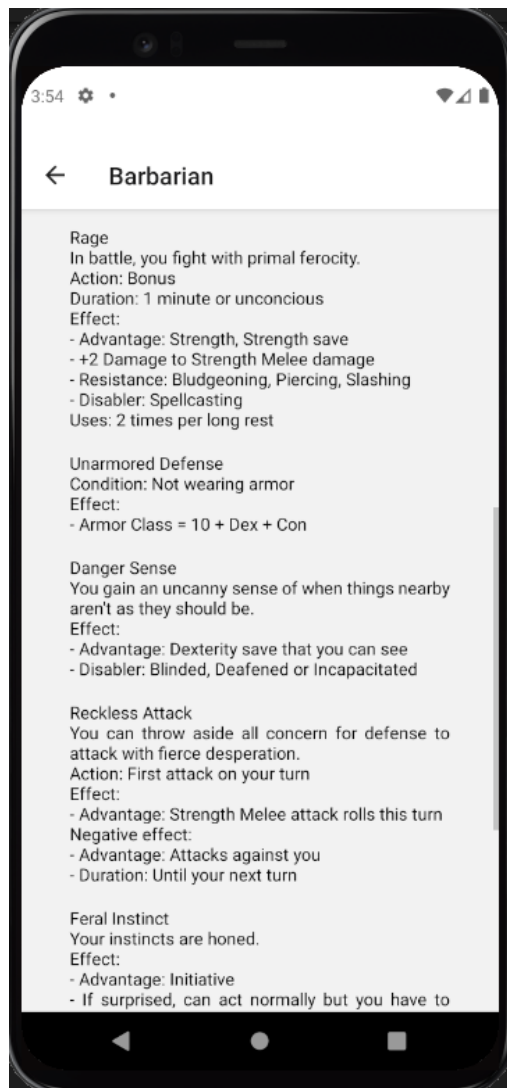 3:54
Barbarian
Rage
In battle, you fight with primal ferocity.
Action: Bonus
Duration: 1 minute or unconcious
Effect:
- Advantage: Strength, Strength save
- +2 Damage to Strength Melee damage
- Resistance: Bludgeoning, Piercing, Slashing
- Disabler: Spellcasting
Uses: 2 times per long rest
Unarmored Defense
Condition: Not wearing armor
Effect:
- Armor Class = 10 + Dex + Con
Danger Sense
You gain an uncanny sense of when things nearby
aren't as they should be.
Effect:
- Advantage: Dexterity save that you can see
- Disabler: Blinded, Deafened or Incapacitated
Reckless Attack
You can throw aside all concern for defense to
attack with fierce desperation.
Action: First attack on your turn
Effect:
- Advantage: Strength Melee attack rolls this turn
Negative effect:
- Advantage: Attacks against you
- Duration: Until your next turn
Feral Instinct
Your instincts are honed.
Effect:
- Advantage: Initiative
- If surprised, can act normally but you have to